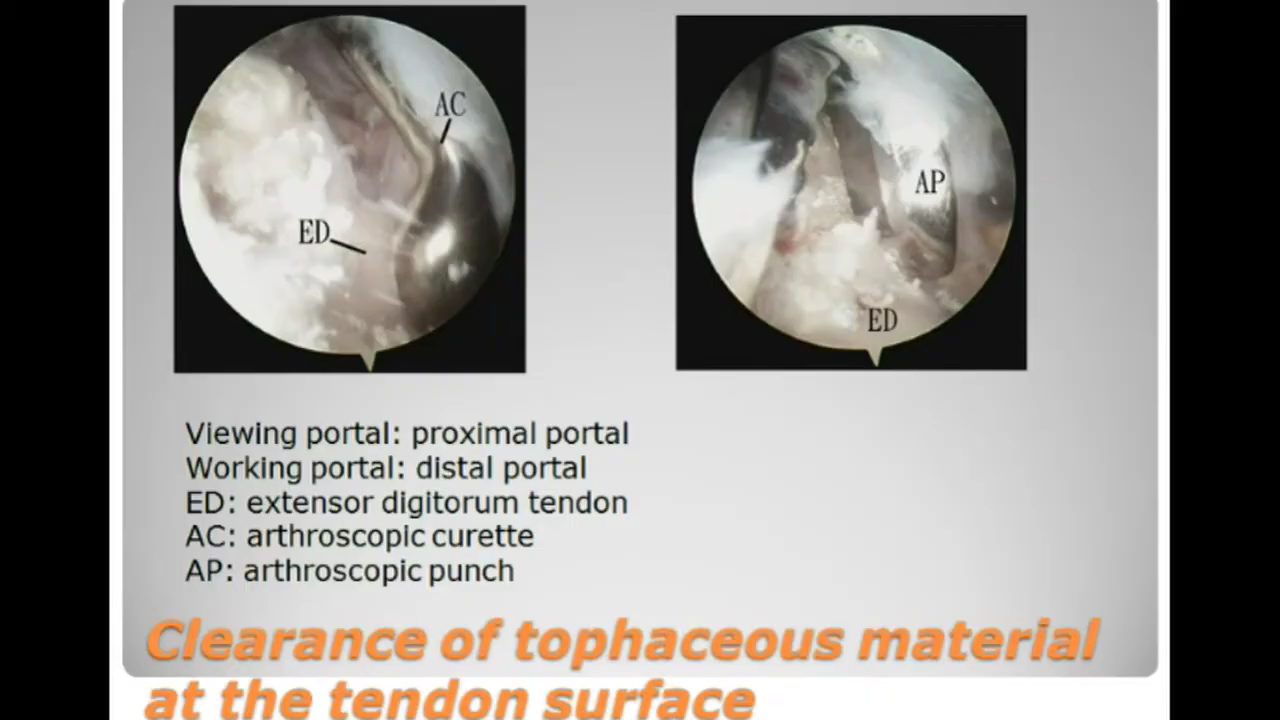 AC
ED
AP
ED
Viewing portal: proximal portal
Working portal: distal portal
ED: extensor digitorum tendon
AC: arthroscopic curette
AP: arthroscopic punch
Clearance of tophaceous material
at the tendon surface